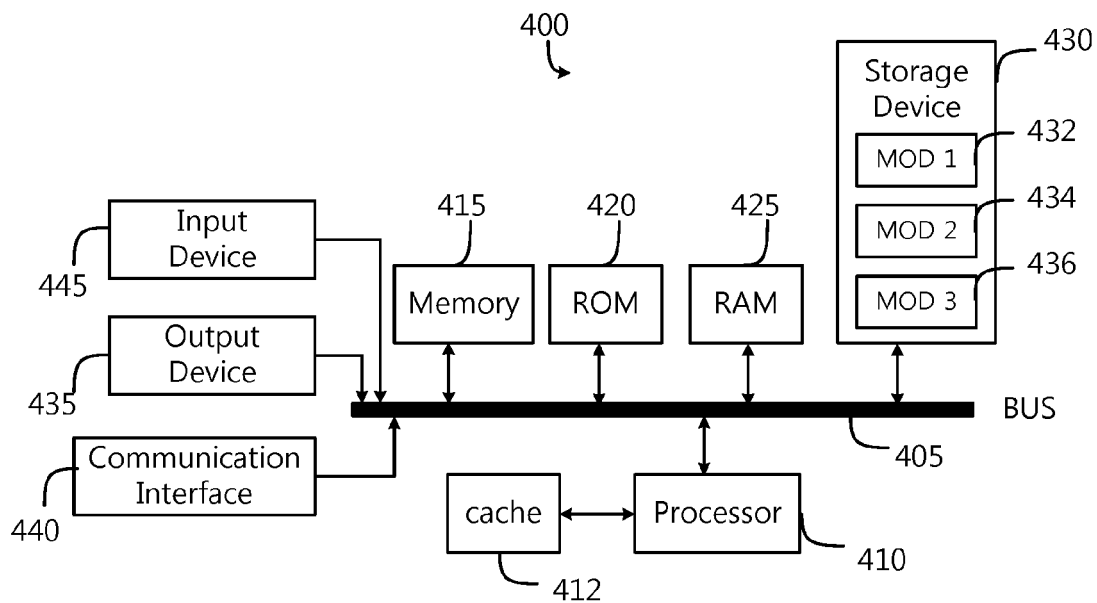 400
430
Storage
Device
432
MOD 1
434
MOD 2
436
MOD 3
415
420
425
Input
Device
445
Memory
ROM
RAM
Output
Device
435
BUS
405
Communication
Interface
440
cache
Processor
412
410